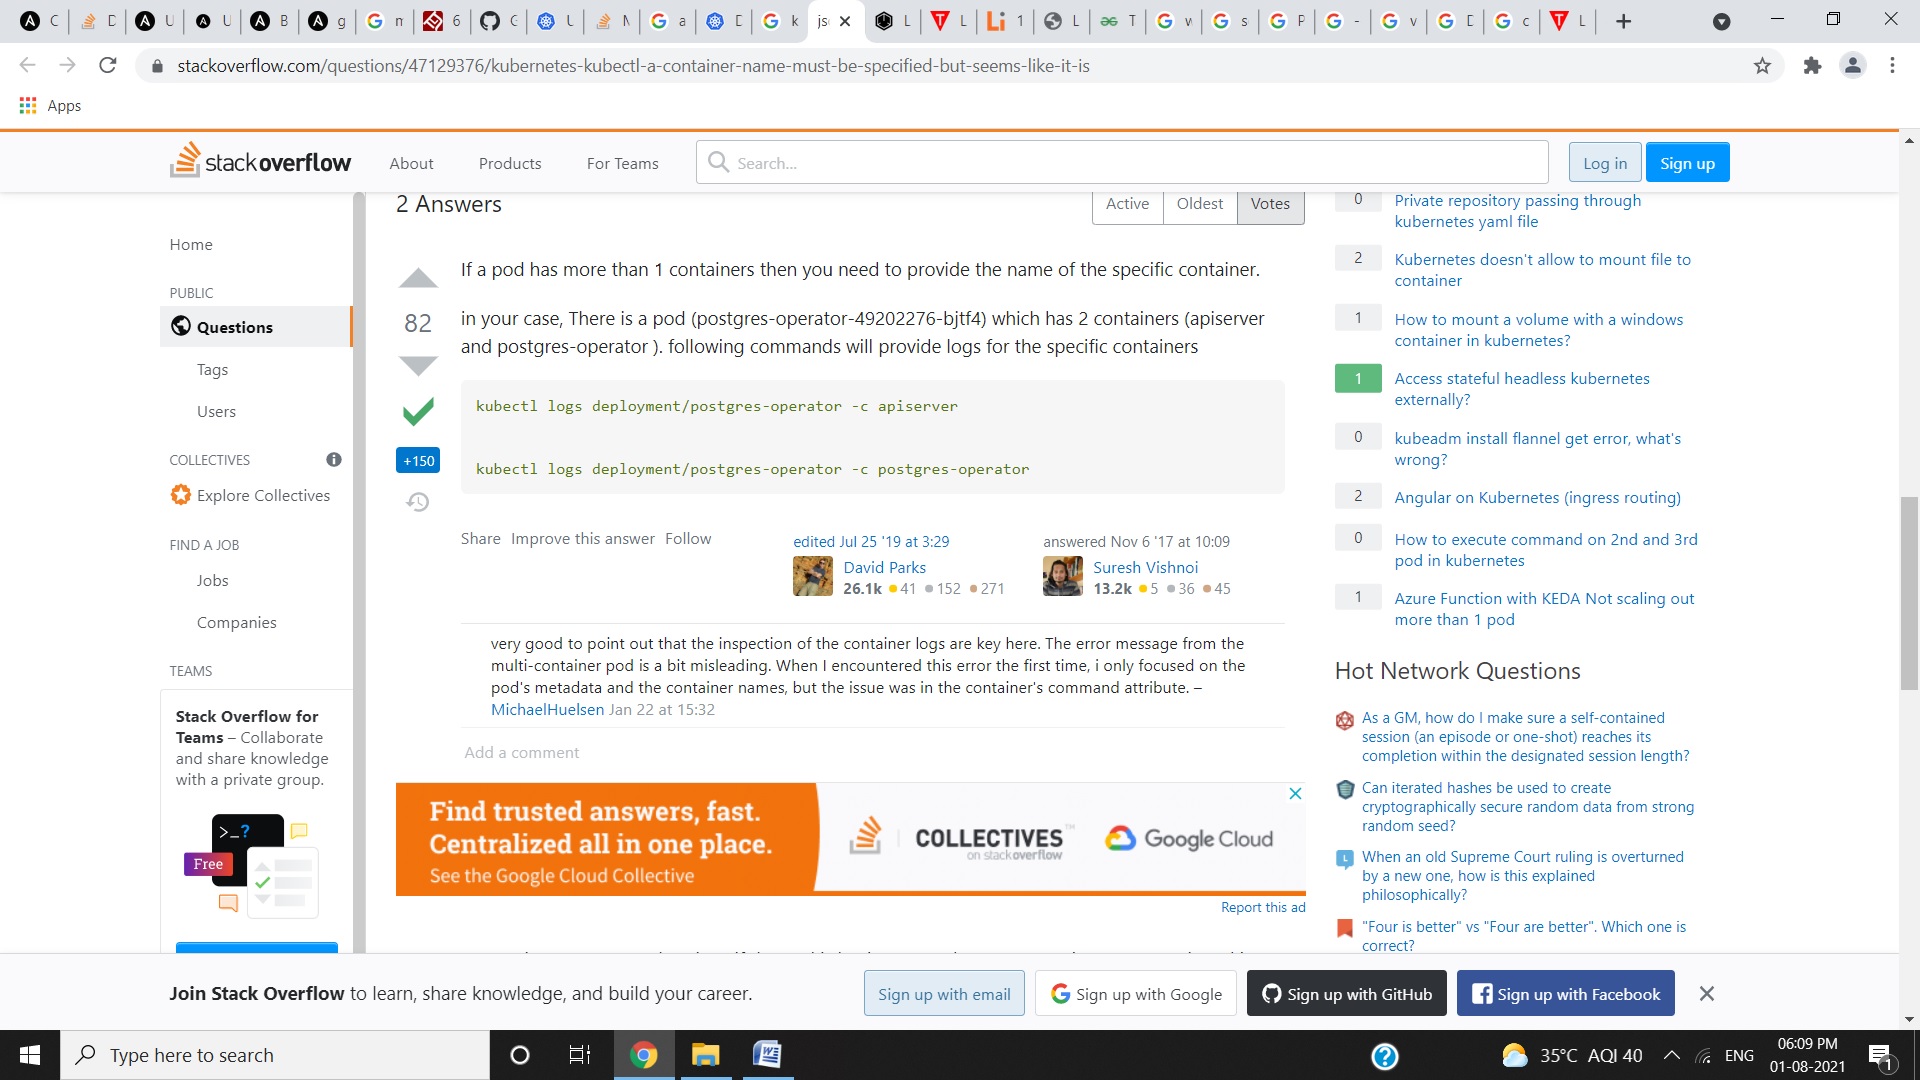 stackoverflow.com/questions/47129376/kubernetes-kubectl-a-container-name-must-be-specified-but-seems-like-it-is
Apps
stackoverflow
About
Products
For Teams
Search...
Log in
Sign up
Home
PUBLIC
Questions
Tags
Users
COLLECTIVES
Explore Collectives
FIND A JOB
Jobs
Companies
TEAMS
Stack Overflow for
Teams – Collaborate
and share knowledge
with a private group.
>_?
Free
2 Answers
Active
Oldest
Votes
82
+150
If a pod has more than 1 containers then you need to provide the name of the specific container.
in your case, There is a pod (postgres-operator-49202276-bjtf4) which has 2 containers (apiserver
and postgres-operator ). following commands will provide logs for the specific containers
kubectl logs deployment/postgres-operator -c apiserver
kubectl logs deployment/postgres-operator -c postgres-operator
Share Improve this answer Follow
edited Jul 25 '19 at 3:29
David Parks
26.1k 41 152 271
answered Nov 6 '17 at 10:09
Suresh Vishnoi
13.2k 5 36 45
very good to point out that the inspection of the container logs are key here. The error message from the
multi-container pod is a bit misleading. When I encountered this error the first time, i only focused on the
pod's metadata and the container names, but the issue was in the container's command attribute. –
MichaelHuelsen Jan 22 at 15:32
Add a comment
Find trusted answers, fast.
Centralized all in one place.
See the Google Cloud Collective
COLLECTIVES™
on stackoverflow
Google Cloud
Report this ad
0 Private repository passing through
kubernetes yaml file
2 Kubernetes doesn't allow to mount file to
container
1 How to mount a volume with a windows
container in kubernetes?
1 Access stateful headless kubernetes
externally?
0 kubeadm install flannel get error, what's
wrong?
2 Angular on Kubernetes (ingress routing)
0 How to execute command on 2nd and 3rd
pod in kubernetes
1 Azure Function with KEDA Not scaling out
more than 1 pod
Hot Network Questions
As a GM, how do I make sure a self-contained
session (an episode or one-shot) reaches its
completion within the designated session length?
Can iterated hashes be used to create
cryptographically secure random data from strong
random seed?
When an old Supreme Court ruling is overturned
by a new one, how is this explained
philosophically?
"Four is better" vs "Four are better". Which one is
correct?
Join Stack Overflow to learn, share knowledge, and build your career.
Sign up with email
Sign up with Google
Sign up with GitHub
Sign up with Facebook
Type here to search
35°C AQI 40
ENG
06:09 PM
01-08-2021
1